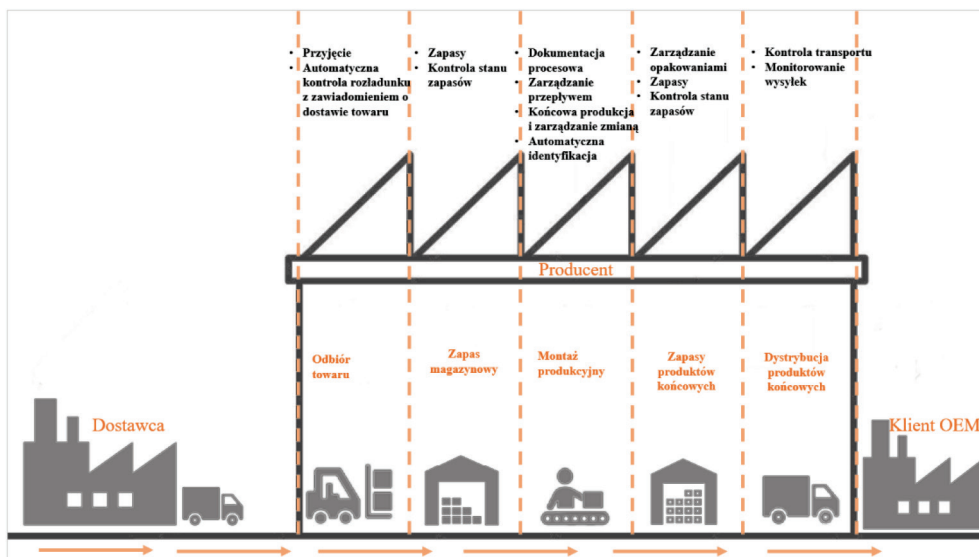 • Przyjęcie
• Automatyczna
kontrola rozładunku
z zawiadomieniem o
dostawie towaru
• Zapasy
• Kontrola stanu
zapasów
• Dokumentacja
procesowa
• Zarządzanie
przepływem
• Końcowa produkcja
i zarządzanie zmianą
• Automatyczna
identyfikacja
• Zarządzanie
opakowaniami
• Zapasy
• Kontrola stanu
zapasów
• Kontrola transportu
• Monitorowanie
wysyłek
Producent
Odbiór
towaru
Zapas
magazynowy
Montaż
produkcyjny
Zapasy
produktów
końcowych
Dystrybucja
produktów
końcowych
Dostawca
Klient OEM